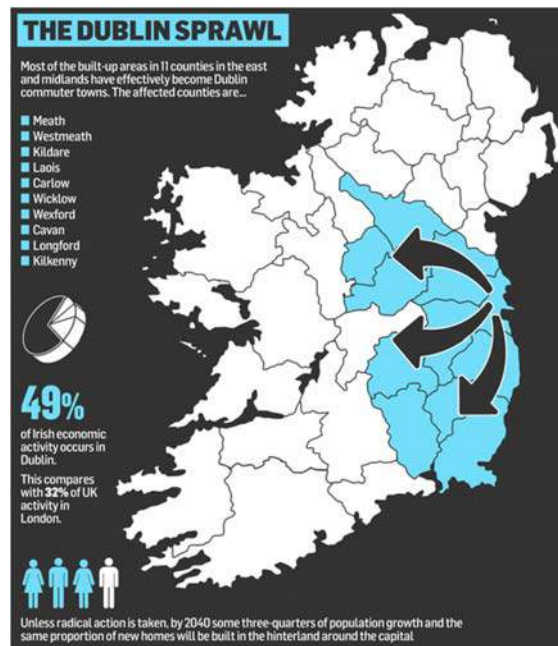 THE DUBLIN SPRAWL
Most of the built-up areas in 11 counties in the east
and midlands have effectively become Dublin
commuter towns. The affected counties are...
Meath
Westmeath
Kildare
Laois
Carlow
Wicklow
Wexford
Cavan
Longford
Kilkenny
49%
of Irish economic
activity occurs in
Dublin.
This compares
with 32% of UK
activity in
London.
Unless radical action is taken, by 2040 some three-quarters of population growth and the
same proportion of new homes will be built in the hinterland around the capital